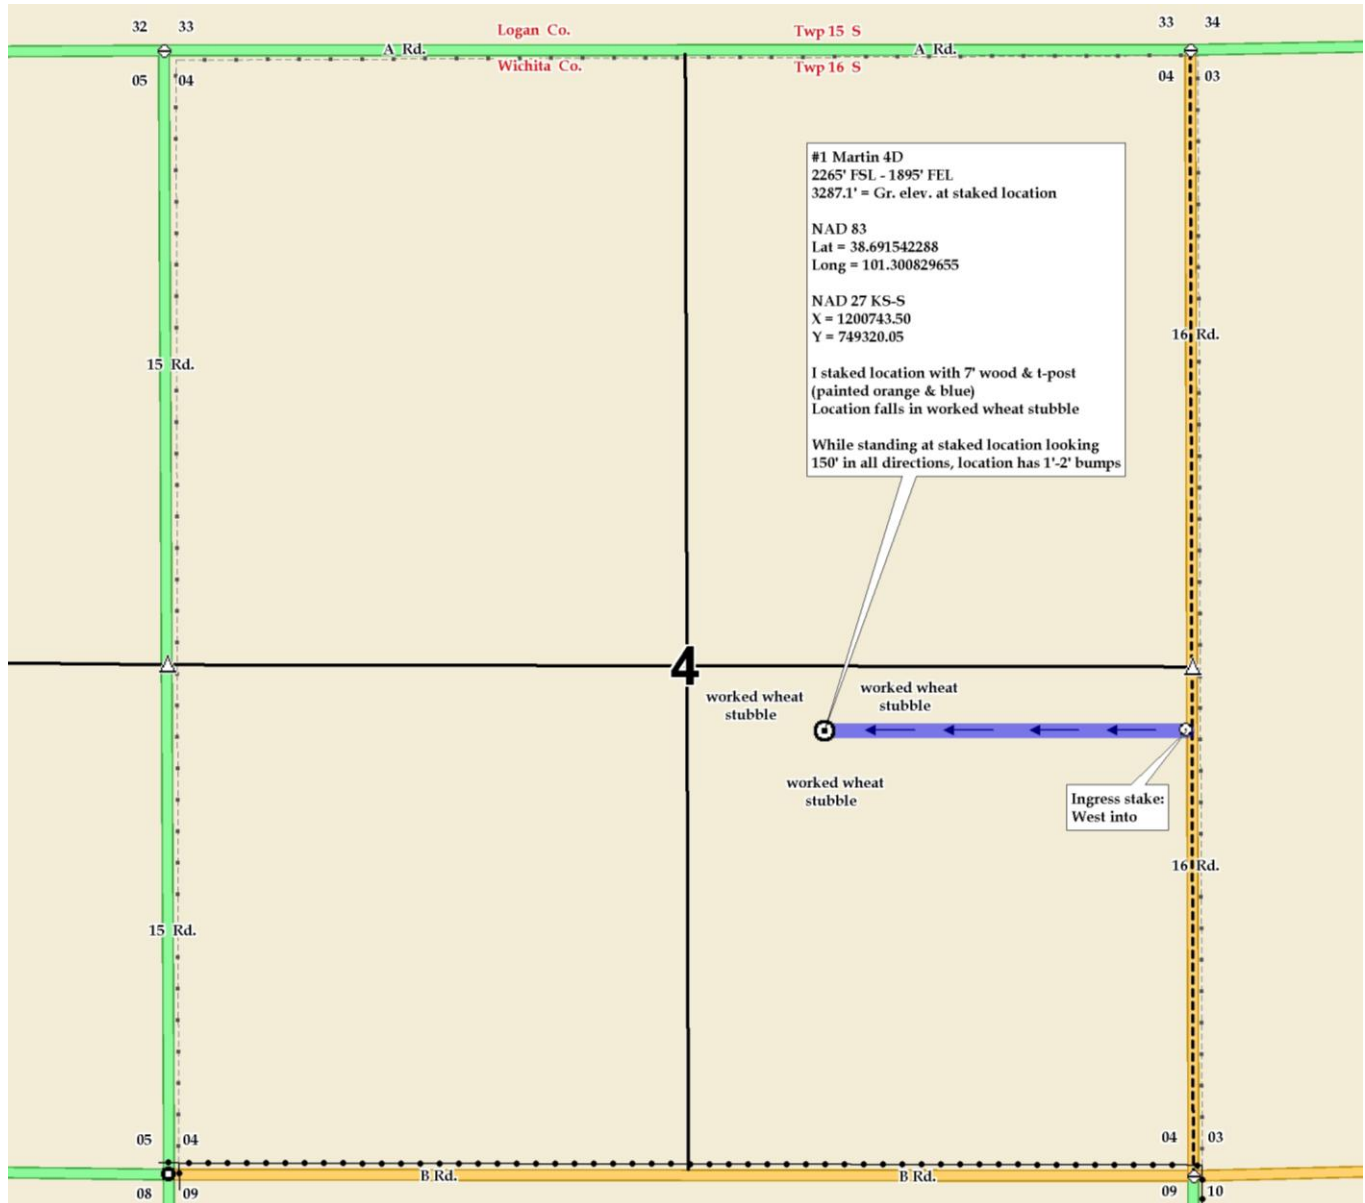 32 33
Logan Co.
Twp 15 S
33 34
A Rd.
A Rd.
Wichita Co.
Twp 16 S
05 04
04 03
#1 Martin 4D
2265' FSL - 1895' FEL
3287.1' = Gr. elev. at staked location
NAD 83
Lat = 38.691542288
Long = 101.300829655
NAD 27 KS-S
X = 1200743.50
Y = 749320.05
I staked location with 7' wood & t-post
(painted orange & blue)
Location falls in worked wheat stubble
While standing at staked location looking
150' in all directions, location has 1'-2' bumps
15 Rd.
16 Rd.
4
worked wheat
stubble
worked wheat
stubble
worked wheat
stubble
Ingress stake:
West into
16 Rd.
15 Rd.
05 04
04 03
B Rd.
B Rd.
08 09
09 10